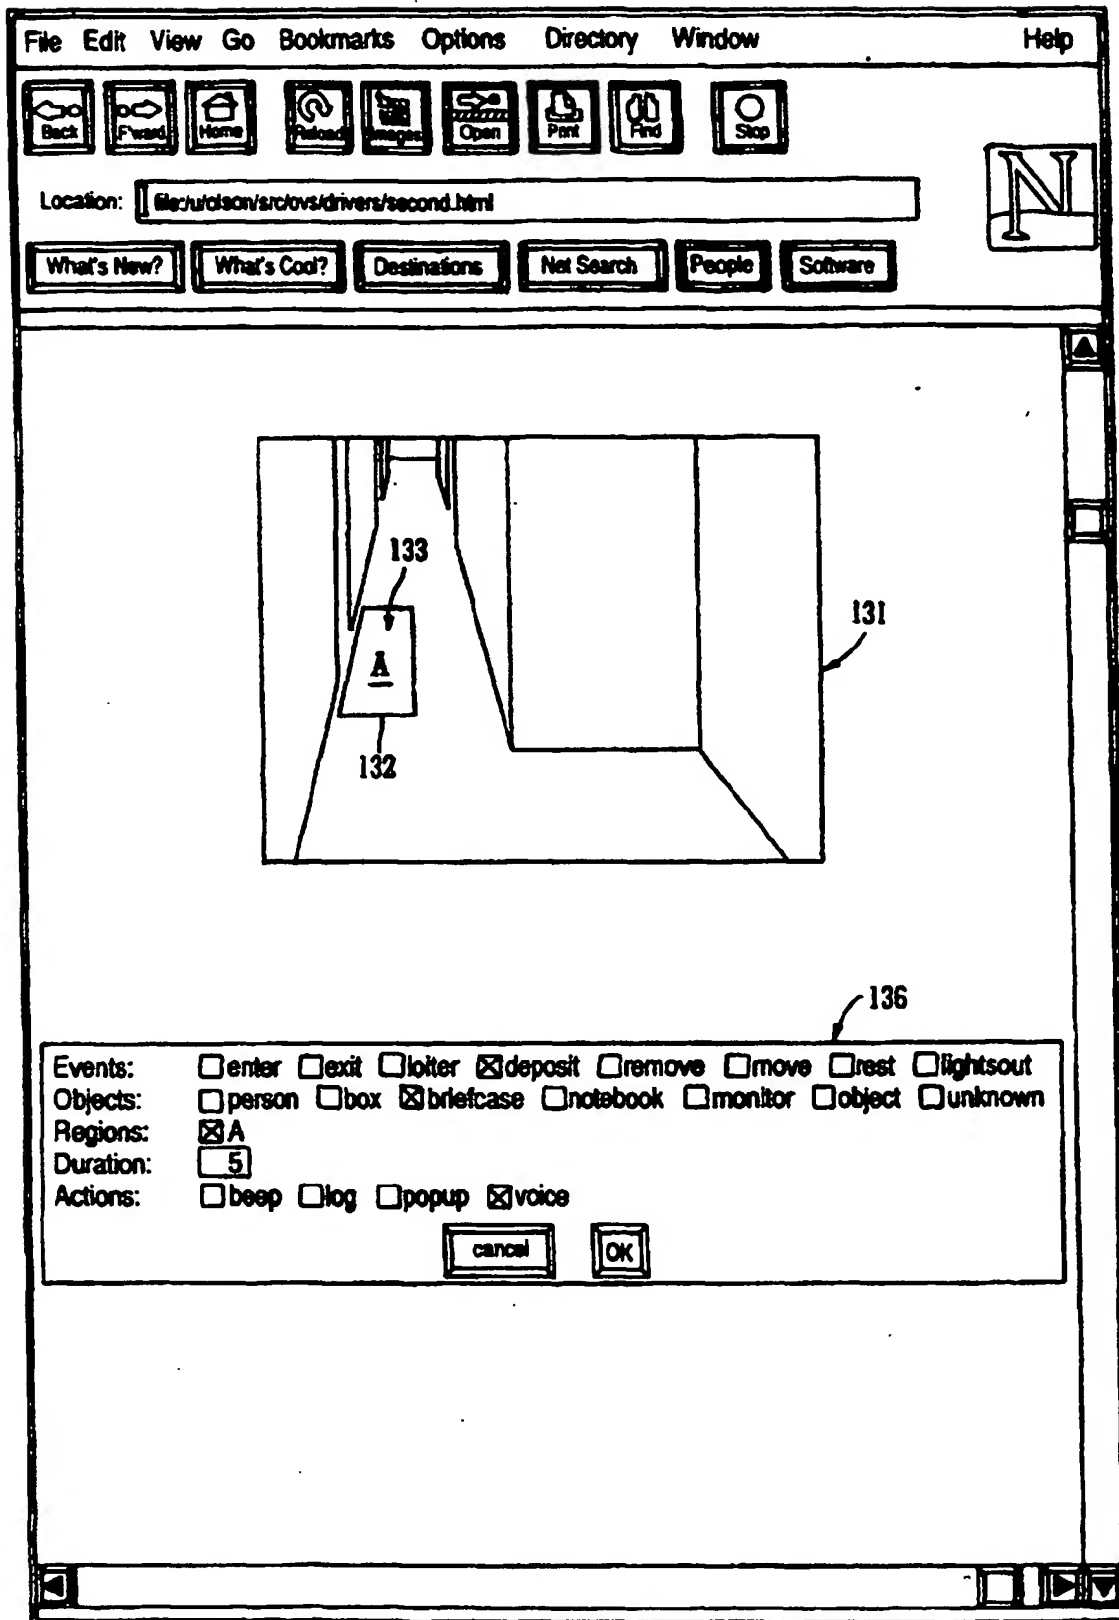 File Edit View Go Bookmarks Options Directory Window Help
Back F'ward Home Reload Images Open Print Find Stop
N
Location: file:/u/olson/src/ovs/drivers/second.html
What's New? What's Cool? Destinations Net Search People Software
133
131
A
132
136
Events: enter exit loiter deposit remove move rest lightsout
Objects: person box briefcase notebook monitor object unknown
Regions: A
Duration: 5
Actions: beep log popup voice
cancel OK